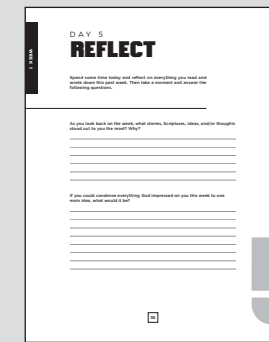 WEEK 1
DAY 5
REFLECT
Spend some time today and reflect on everything you read and
wrote down this past week. Then take a moment and answer the
following questions.
As you look back on the week, what stories, Scriptures, ideas, and/or thoughts
stood out to you the most? Why?
If you could condense everything God impressed on you this week to one
main idea, what would it be?